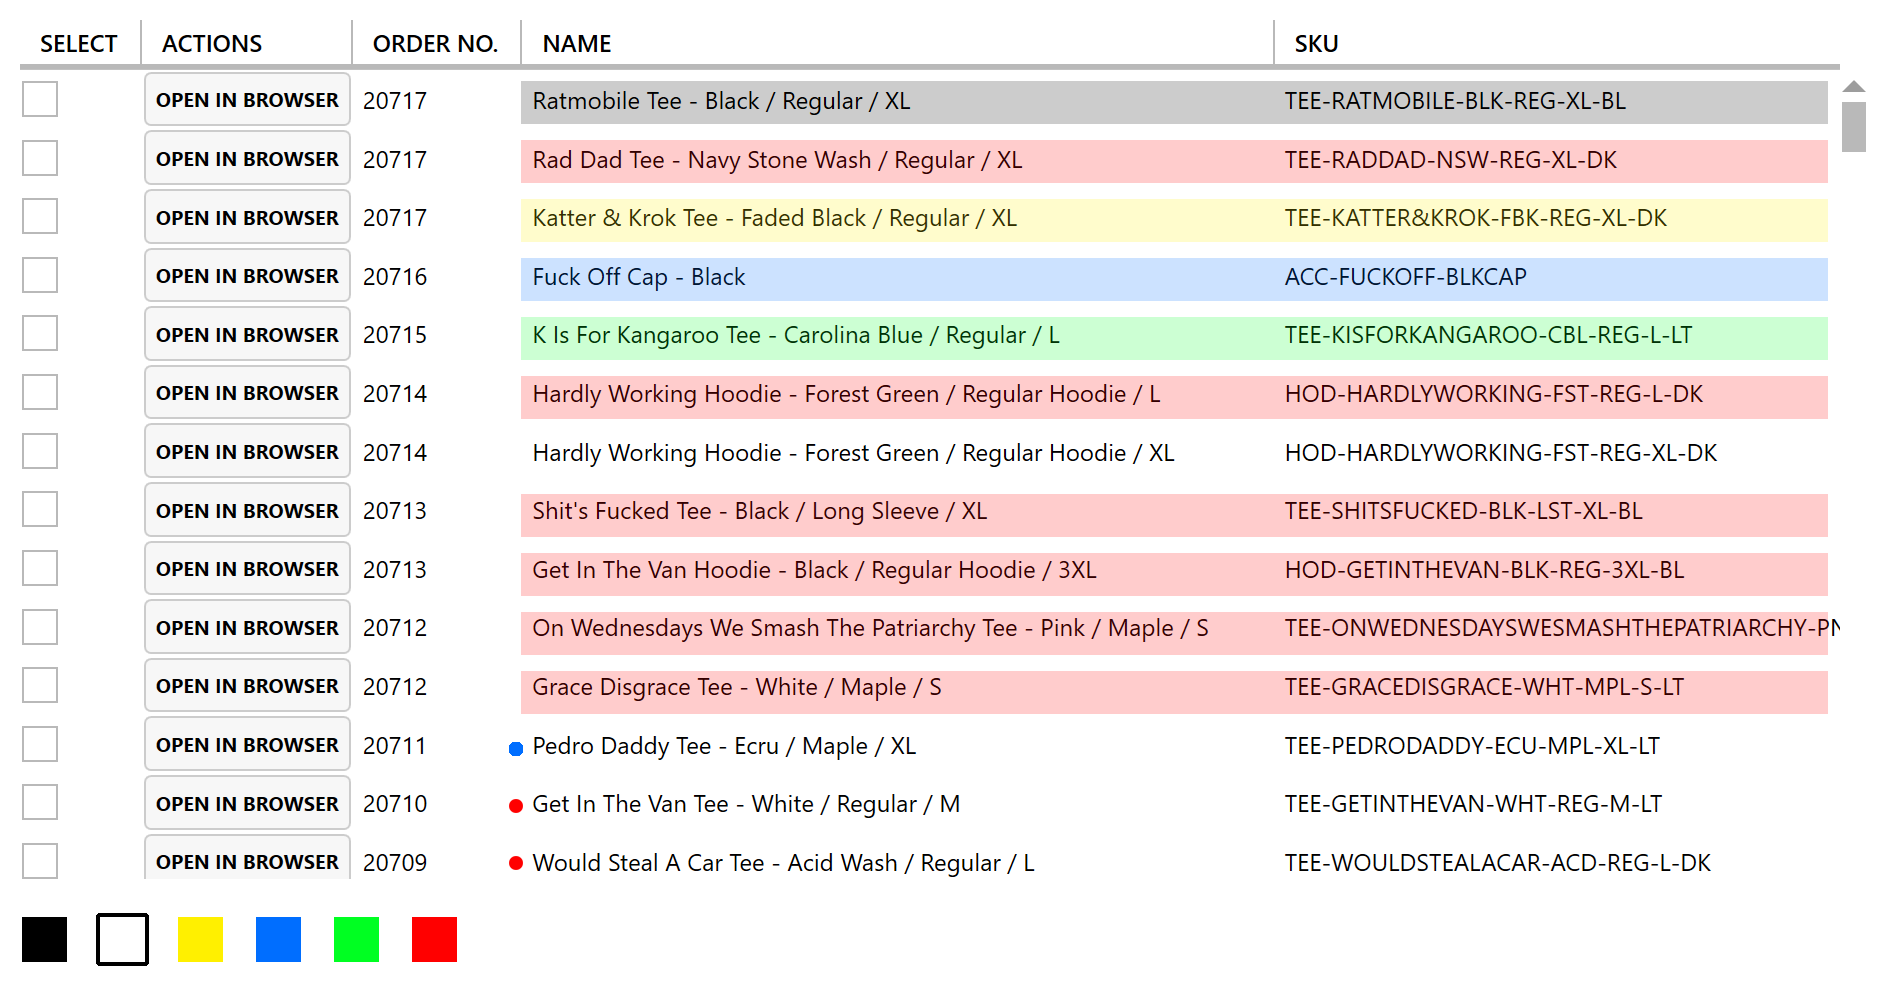 SELECT ACTIONS ORDER NO. NAME SKU
OPEN IN BROWSER 20717 Ratmobile Tee - Black / Regular / XL TEE-RATMOBILE-BLK-REG-XL-BL
OPEN IN BROWSER 20717 Rad Dad Tee - Navy Stone Wash / Regular / XL TEE-RADDAD-NSW-REG-XL-DK
OPEN IN BROWSER 20717 Katter & Krok Tee - Faded Black / Regular / XL TEE-KATTER&KROK-FBK-REG-XL-DK
OPEN IN BROWSER 20716 Fuck Off Cap - Black ACC-FUCKOFF-BLKCAP
OPEN IN BROWSER 20715 K Is For Kangaroo Tee - Carolina Blue / Regular / L TEE-KISFORKANGAROO-CBL-REG-L-LT
OPEN IN BROWSER 20714 Hardly Working Hoodie - Forest Green / Regular Hoodie / L HOD-HARDLYWORKING-FST-REG-L-DK
OPEN IN BROWSER 20714 Hardly Working Hoodie - Forest Green / Regular Hoodie / XL HOD-HARDLYWORKING-FST-REG-XL-DK
OPEN IN BROWSER 20713 Shit's Fucked Tee - Black / Long Sleeve / XL TEE-SHITSFUCKED-BLK-LST-XL-BL
OPEN IN BROWSER 20713 Get In The Van Hoodie - Black / Regular Hoodie / 3XL HOD-GETINTHEVAN-BLK-REG-3XL-BL
OPEN IN BROWSER 20712 On Wednesdays We Smash The Patriarchy Tee - Pink / Maple / S TEE-ONWEDNESDAYSWESMASHTHEPATRIARCHY-PN
OPEN IN BROWSER 20712 Grace Disgrace Tee - White / Maple / S TEE-GRACEDISGRACE-WHT-MPL-S-LT
OPEN IN BROWSER 20711 Pedro Daddy Tee - Ecru / Maple / XL TEE-PEDRODADDY-ECU-MPL-XL-LT
OPEN IN BROWSER 20710 Get In The Van Tee - White / Regular / M TEE-GETINTHEVAN-WHT-REG-M-LT
OPEN IN BROWSER 20709 Would Steal A Car Tee - Acid Wash / Regular / L TEE-WOULDSTEALACAR-ACD-REG-L-DK